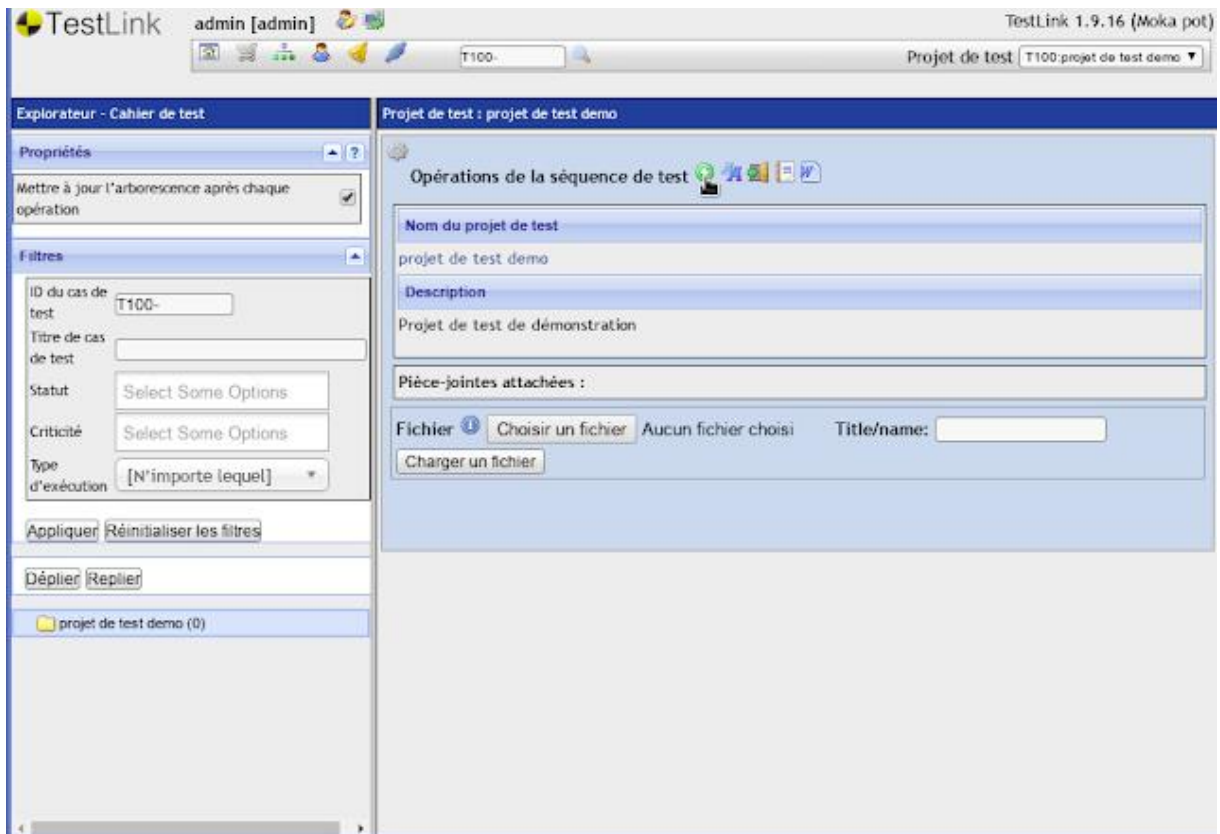 TestLink admin [admin] TestLink 1.9.16 (Moka pot)
T100- Projet de test T100:projet de test demo
Explorateur - Cahier de test
Propriétés ?
Mettre à jour l'arborescence après chaque
opération
Filtres
ID du cas de
test
T100-
Titre de cas
de test
Statut Select Some Options
Criticité Select Some Options
Type
d'exécution
[N'importe lequel]
Appliquer Réinitialiser les filtres
Déplier Replier
projet de test demo (0)
Projet de test : projet de test demo
Opérations de la séquence de test
Nom du projet de test
projet de test demo
Description
Projet de test de démonstration
Pièce-jointes attachées :
Fichier Choisir un fichier Aucun fichier choisi Title/name:
Charger un fichier